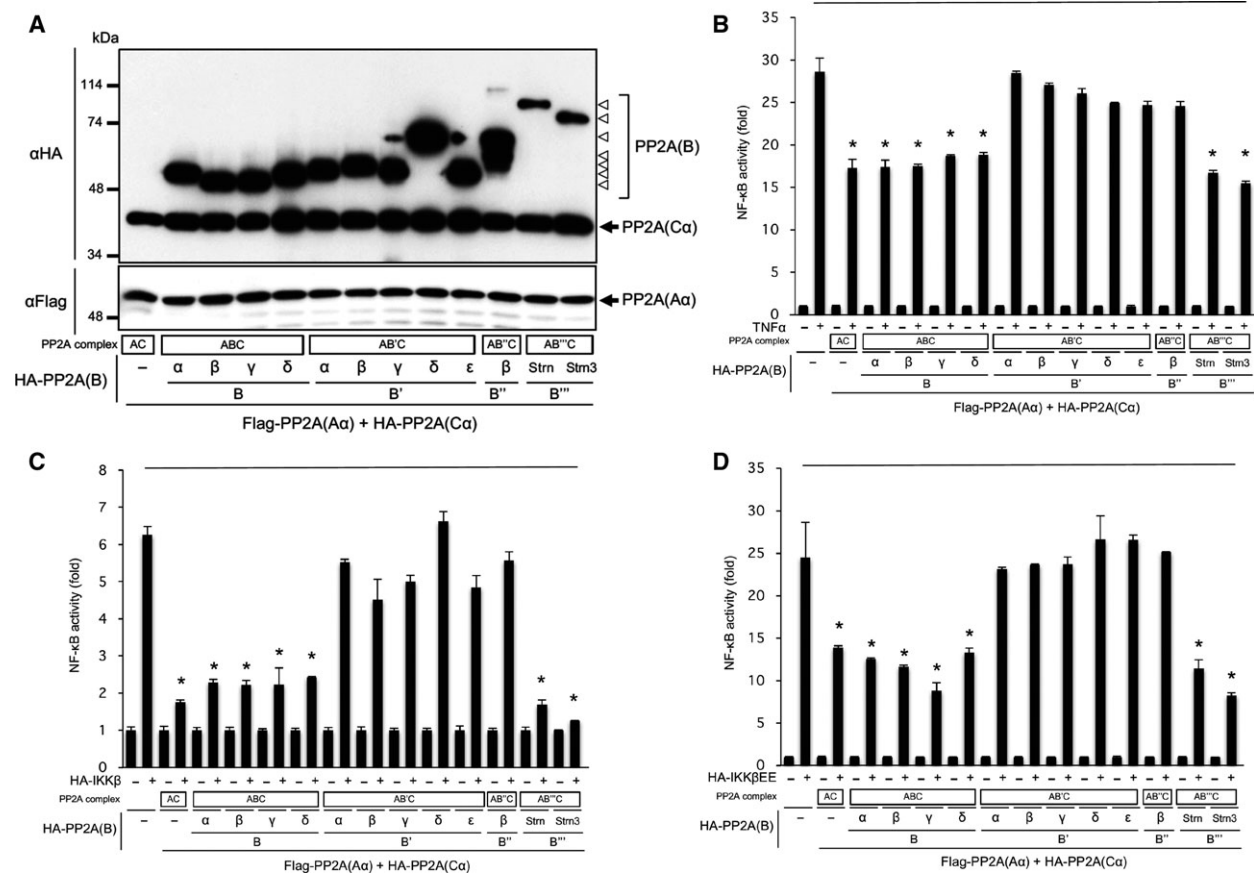 A
kDa
114
74
48
34
48
αHA
αFlag
PP2A(B)
PP2A(Cα)
PP2A(Aα)
PP2A complex AC ABC AB'C AB''C AB'''C
HA-PP2A(B) – α β γ δ α β γ δ ε β Strn Strn3
B B' B'' B'''
Flag-PP2A(Aα) + HA-PP2A(Cα)
B
NF-κB activity (fold)
35
30
25
20
15
10
5
0
* * * * * * *
– + – + – + – + – + – + – + – + – + – + – + – + – + – +
TNFα
PP2A complex AC ABC AB'C AB''C AB'''C
HA-PP2A(B) – – α β γ δ α β γ δ ε β Strn Strn3
B B' B'' B'''
Flag-PP2A(Aα) + HA-PP2A(Cα)
C
NF-κB activity (fold)
8
7
6
5
4
3
2
1
0
* * * * * * *
HA-IKKβ – + – + – + – + – + – + – + – + – + – + – + – + – + – +
PP2A complex AC ABC AB'C AB''C AB'''C
HA-PP2A(B) – – α β γ δ α β γ δ ε β Strn Strn3
B B' B'' B'''
Flag-PP2A(Aα) + HA-PP2A(Cα)
D
NF-κB activity (fold)
35
30
25
20
15
10
5
0
* * * * * * *
HA-IKKβEE – + – + – + – + – + – + – + – + – + – + – + – + – + – +
PP2A complex AC ABC AB'C AB''C AB'''C
HA-PP2A(B) – – α β γ δ α β γ δ ε β Strn Strn3
B B' B'' B'''
Flag-PP2A(Aα) + HA-PP2A(Cα)